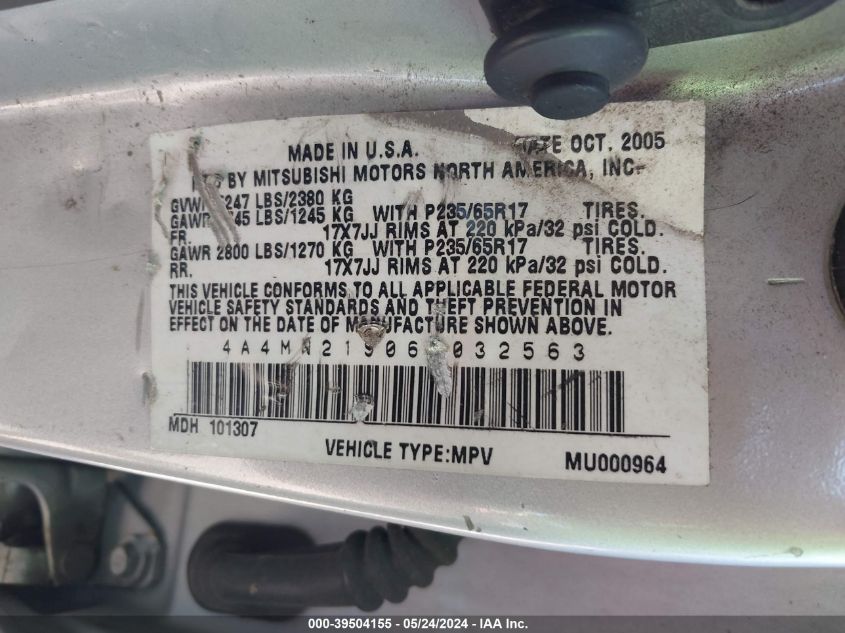 MADE IN U.S.A. OCT. 2005
BY MITSUBISHI MOTORS NORTH AMERICA, INC.
247 LBS/2380 KG
GAWR 45 LBS/1245 KG WITH P235/65R17 TIRES.
FR. 17X7JJ RIMS AT 220 kPa/32 psi COLD.
GAWR 2800 LBS/1270 KG WITH P235/65R17 TIRES.
RR. 17X7JJ RIMS AT 220 kPa/32 psi COLD.
THIS VEHICLE CONFORMS TO ALL APPLICABLE FEDERAL MOTOR
VEHICLE SAFETY STANDARDS AND THEFT PREVENTION IN
EFFECT ON THE DATE OF MANUFACTURE SHOWN ABOVE.
MDH 101307
VEHICLE TYPE:MPV MU000964
000-39504155 - 05/24/2024 - IAA Inc.